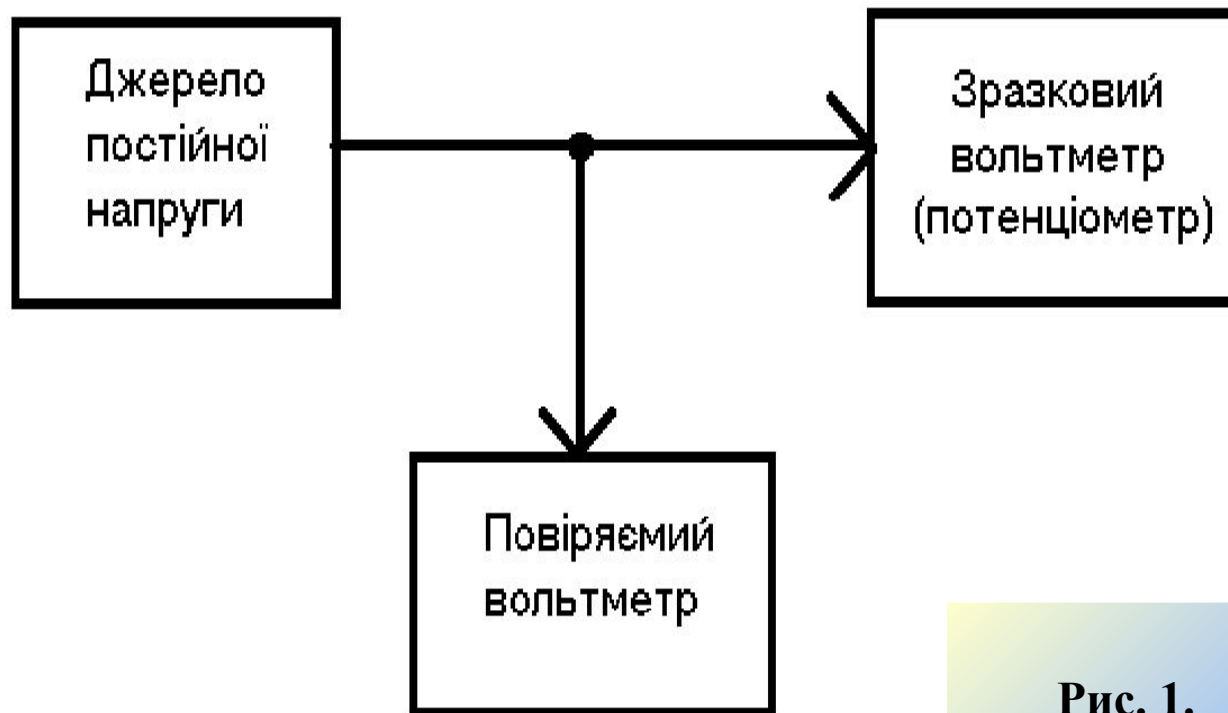 Джерело
постійної
напруги
Зразковий
вольтметр
(потенціометр)
Повіряємий
вольтметр
Рис. 1.